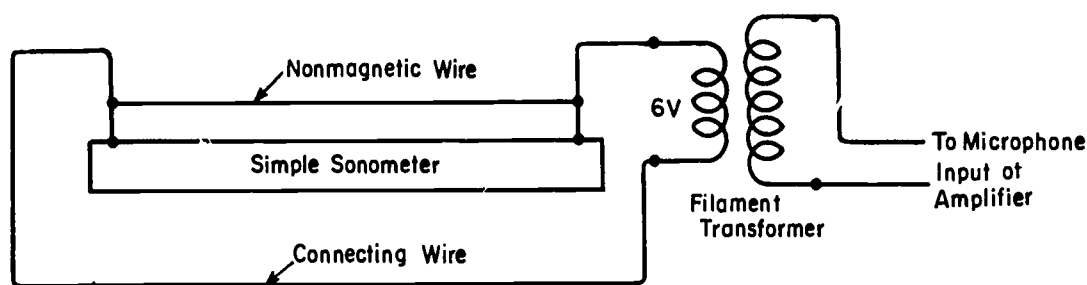 Nonmagnetic Wire
6V
Simple Sonometer
To Microphone
Input of
Amplifier
Filament
Transformer
Connecting Wire